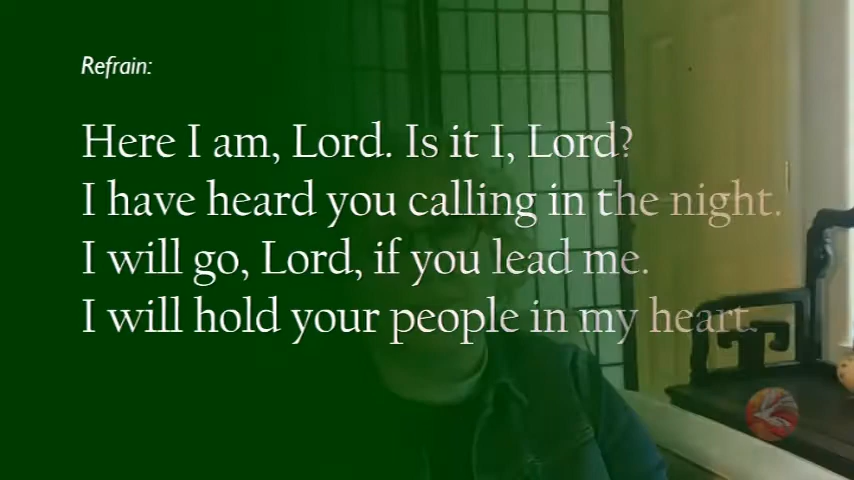 Refrain:
Here I am, Lord. Is it I, Lord?
I have heard you calling in the night.
I will go, Lord, if you lead me.
I will hold your people in my heart.